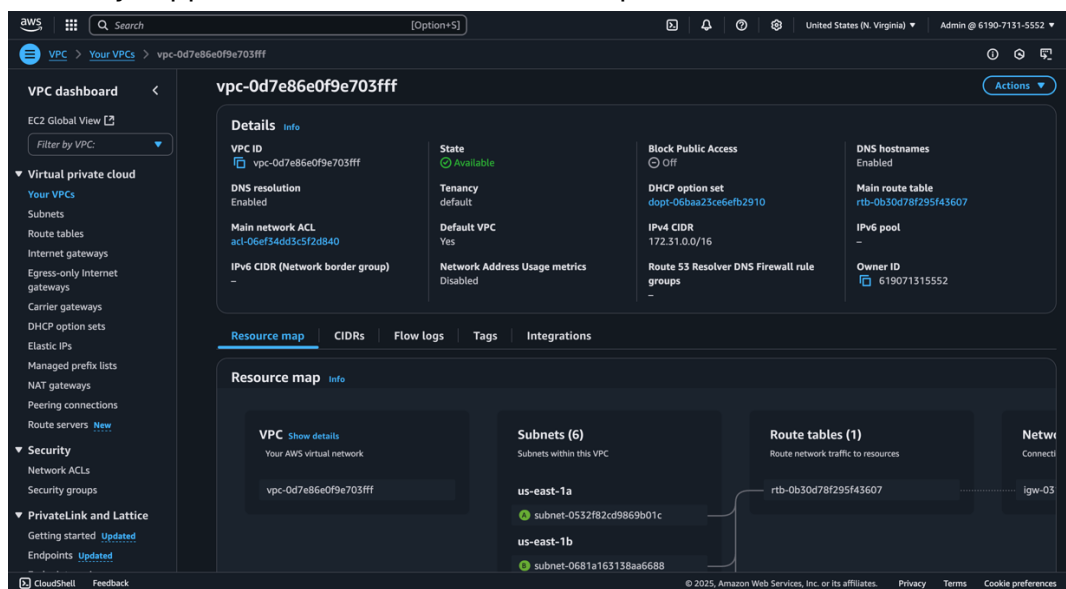 aws
Search
[Option+S]
United States (N. Virginia)
Admin @ 6190-7131-5552
VPC > Your VPCs > vpc-0d7e86e0f9e703fff
VPC dashboard
EC2 Global View
Filter by VPC:
Virtual private cloud
Your VPCs
Subnets
Route tables
Internet gateways
Egress-only Internet
gateways
Carrier gateways
DHCP option sets
Elastic IPs
Managed prefix lists
NAT gateways
Peering connections
Route servers New
Security
Network ACLs
Security groups
PrivateLink and Lattice
Getting started Updated
Endpoints Updated
vpc-0d7e86e0f9e703fff
Actions
Details Info
VPC ID
vpc-0d7e86e0f9e703fff
State
Available
Block Public Access
Off
DNS hostnames
Enabled
DNS resolution
Enabled
Tenancy
default
DHCP option set
dopt-06baa23ce6efb2910
Main route table
rtb-0b30d78f295f43607
Main network ACL
acl-06ef34dd3c5f2d840
Default VPC
Yes
IPv4 CIDR
172.31.0.0/16
IPv6 pool
–
IPv6 CIDR (Network border group)
–
Network Address Usage metrics
Disabled
Route 53 Resolver DNS Firewall rule
groups
–
Owner ID
619071315552
Resource map
CIDRs
Flow logs
Tags
Integrations
Resource map Info
VPC Show details
Your AWS virtual network
vpc-0d7e86e0f9e703fff
Subnets (6)
Subnets within this VPC
us-east-1a
A subnet-0532f82cd9869b01c
us-east-1b
B subnet-0681a163138aa6688
Route tables (1)
Route network traffic to resources
rtb-0b30d78f295f43607
Netwo
Connecti
igw-03
CloudShell
Feedback
© 2025, Amazon Web Services, Inc. or its affiliates.
Privacy
Terms
Cookie preferences